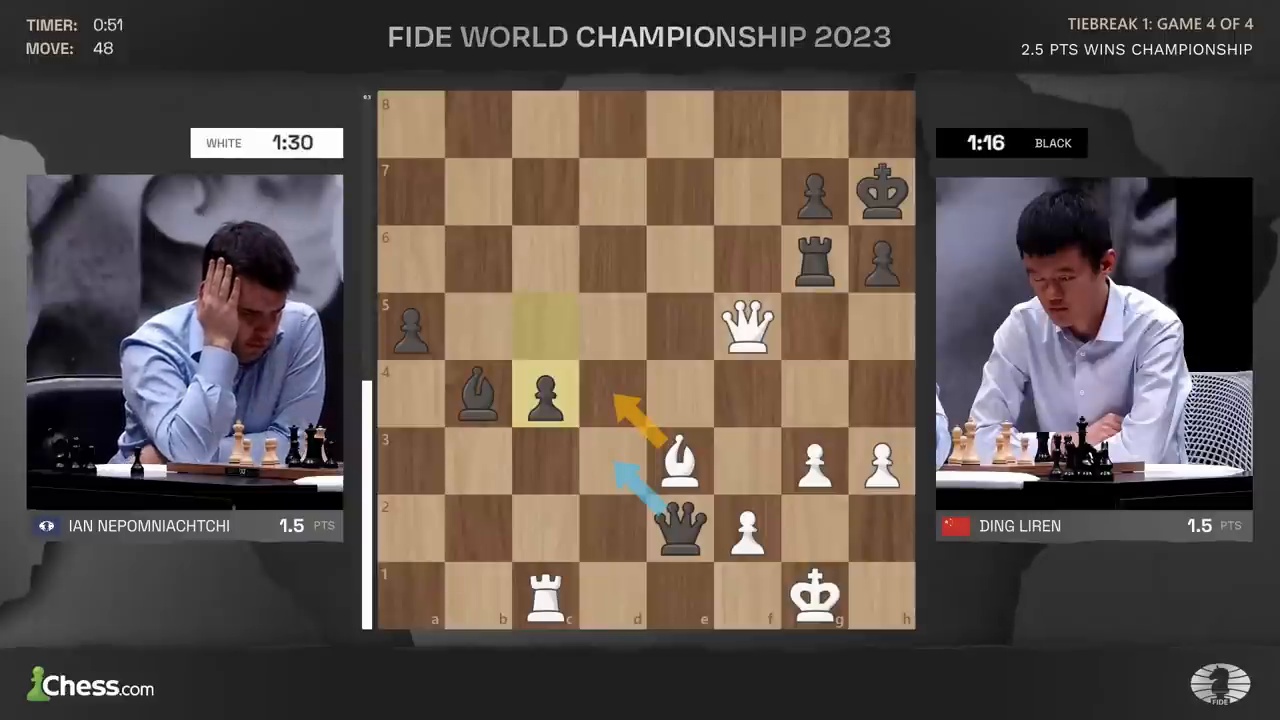 TIMER: 0:51
MOVE: 48
FIDE WORLD CHAMPIONSHIP 2023
TIEBREAK 1: GAME 4 OF 4
2.5 PTS WINS CHAMPIONSHIP
WHITE 1:30
1:16 BLACK
8
7
6
5
4
3
2
1
a b c d e f g h
IAN NEPOMNIACHTCHI 1.5 PTS
DING LIREN 1.5 PTS
Chess.com
FIDE